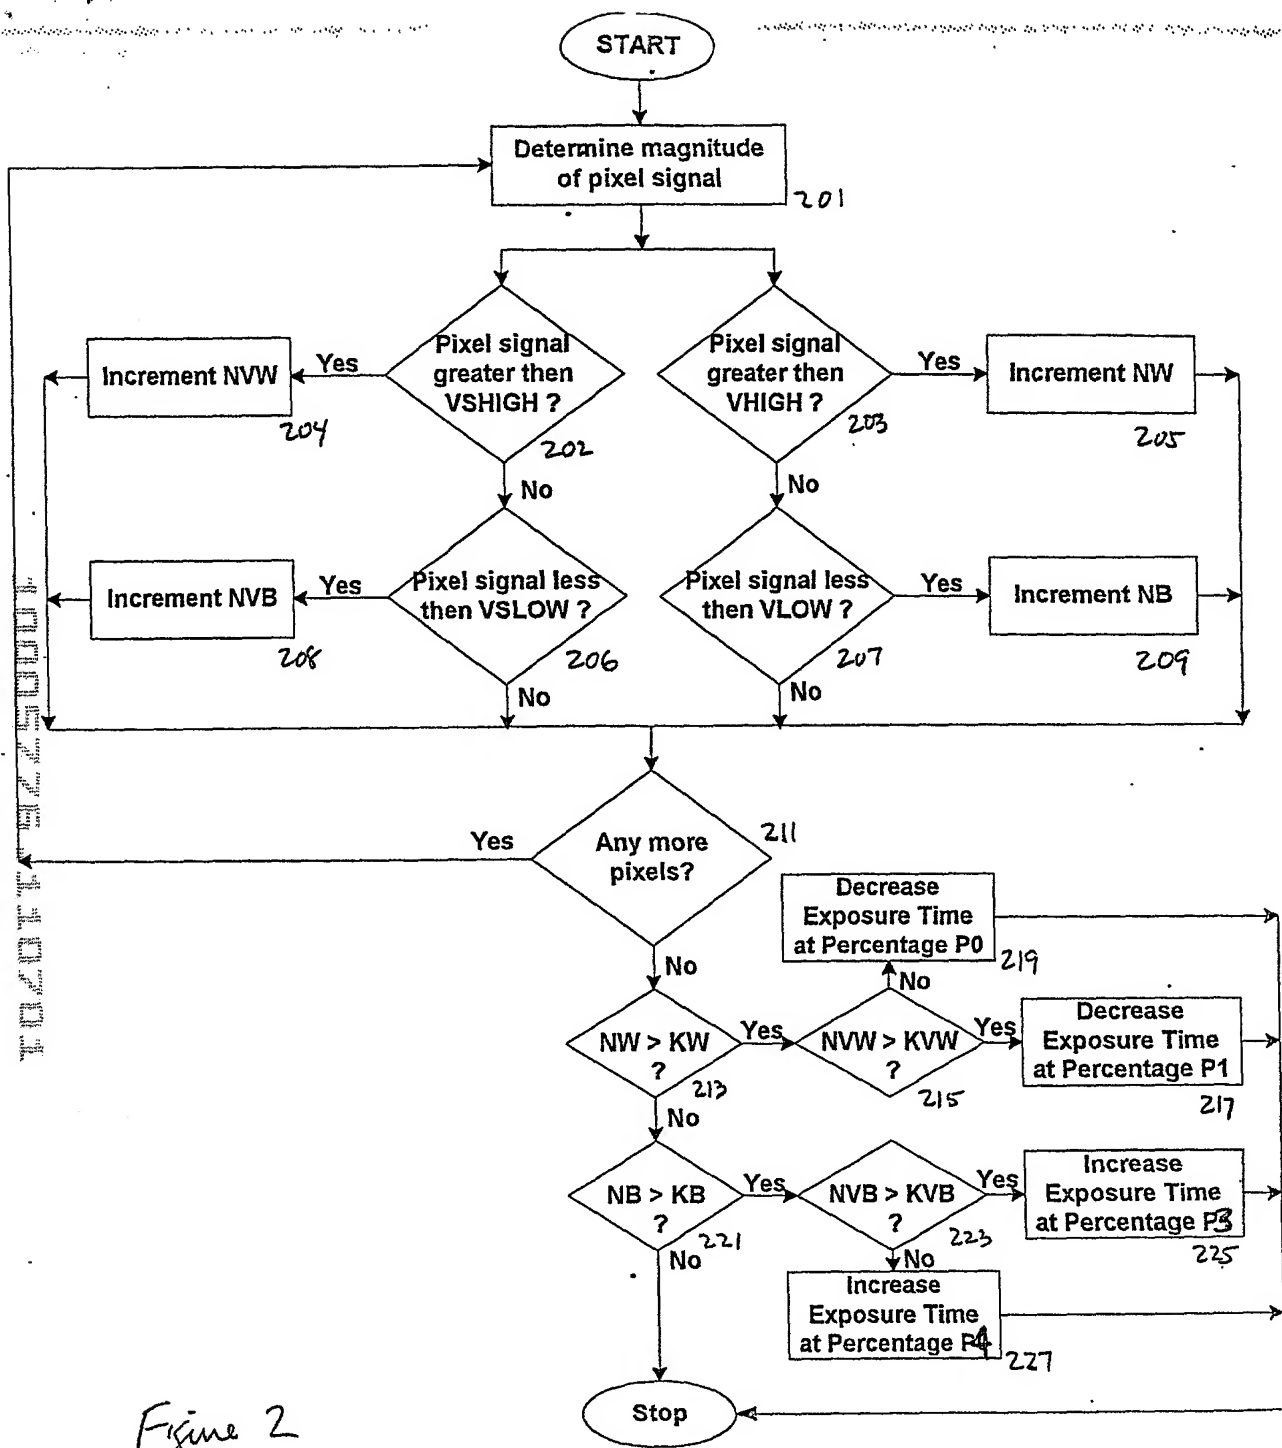 START
Determine magnitude
of pixel signal
201
Pixel signal
greater then
VSHIGH ?
202
Pixel signal
greater then
VHIGH ?
203
Yes
Increment NVW
204
Yes
Increment NW
205
No
No
Pixel signal less
then VSLOW ?
206
Pixel signal less
then VLOW ?
207
Yes
Increment NVB
208
Yes
Increment NB
209
No
No
Any more
pixels?
211
Yes
No
Decrease
Exposure Time
at Percentage P0
219
No
NW > KW
?
213
Yes
NVW > KVW
?
215
Yes
Decrease
Exposure Time
at Percentage P1
217
No
NB > KB
?
221
Yes
NVB > KVB
?
223
Yes
Increase
Exposure Time
at Percentage P3
225
No
No
Increase
Exposure Time
at Percentage P4
227
Stop
Figure 2
10005776.110701